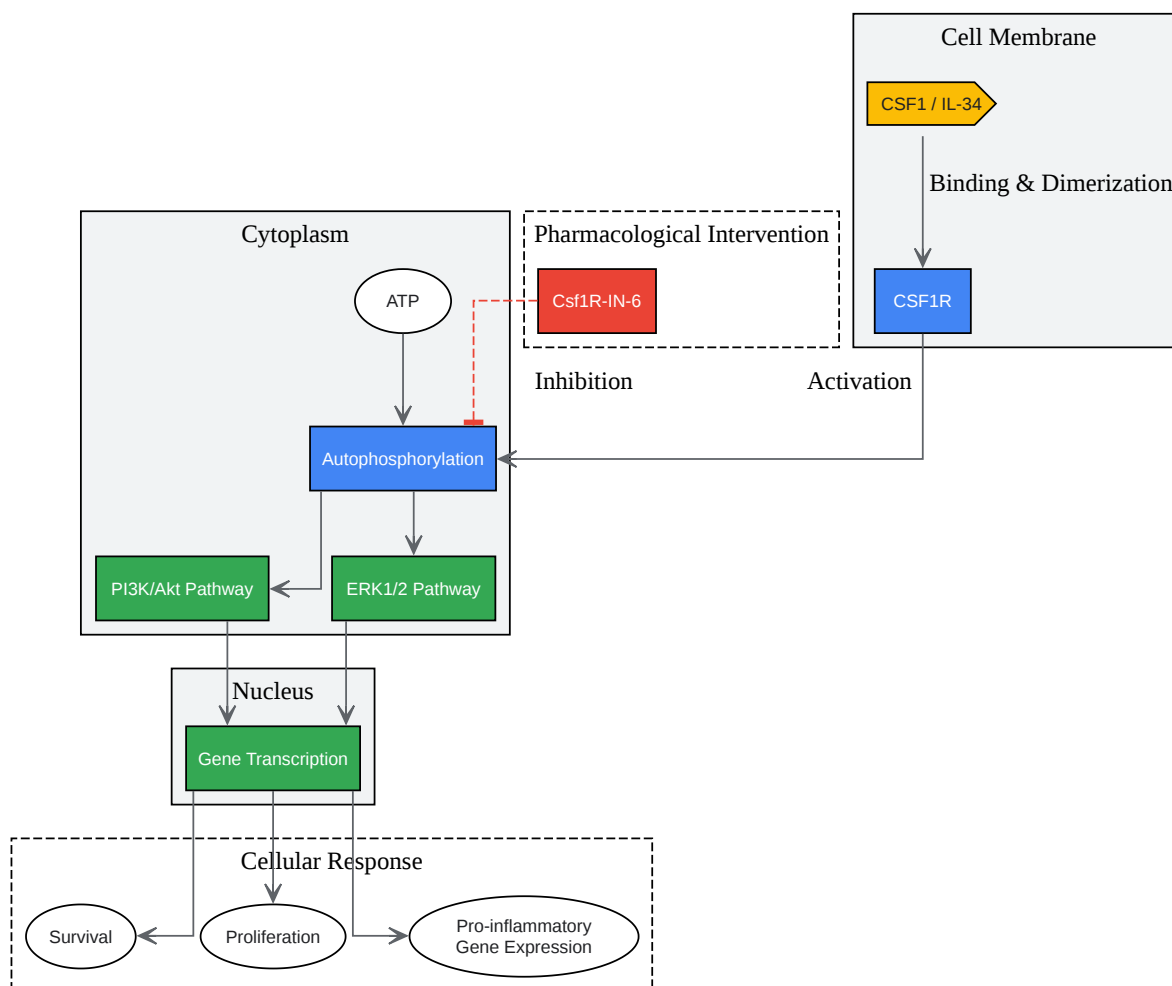 Cell Membrane
CSF1 / IL-34
Binding & Dimerization
Cytoplasm
Pharmacological Intervention
ATP
Csf1R-IN-6
CSF1R
Inhibition
Activation
Autophosphorylation
PI3K/Akt Pathway
ERK1/2 Pathway
Nucleus
Gene Transcription
Cellular Response
Survival
Proliferation
Pro-inflammatory
Gene Expression